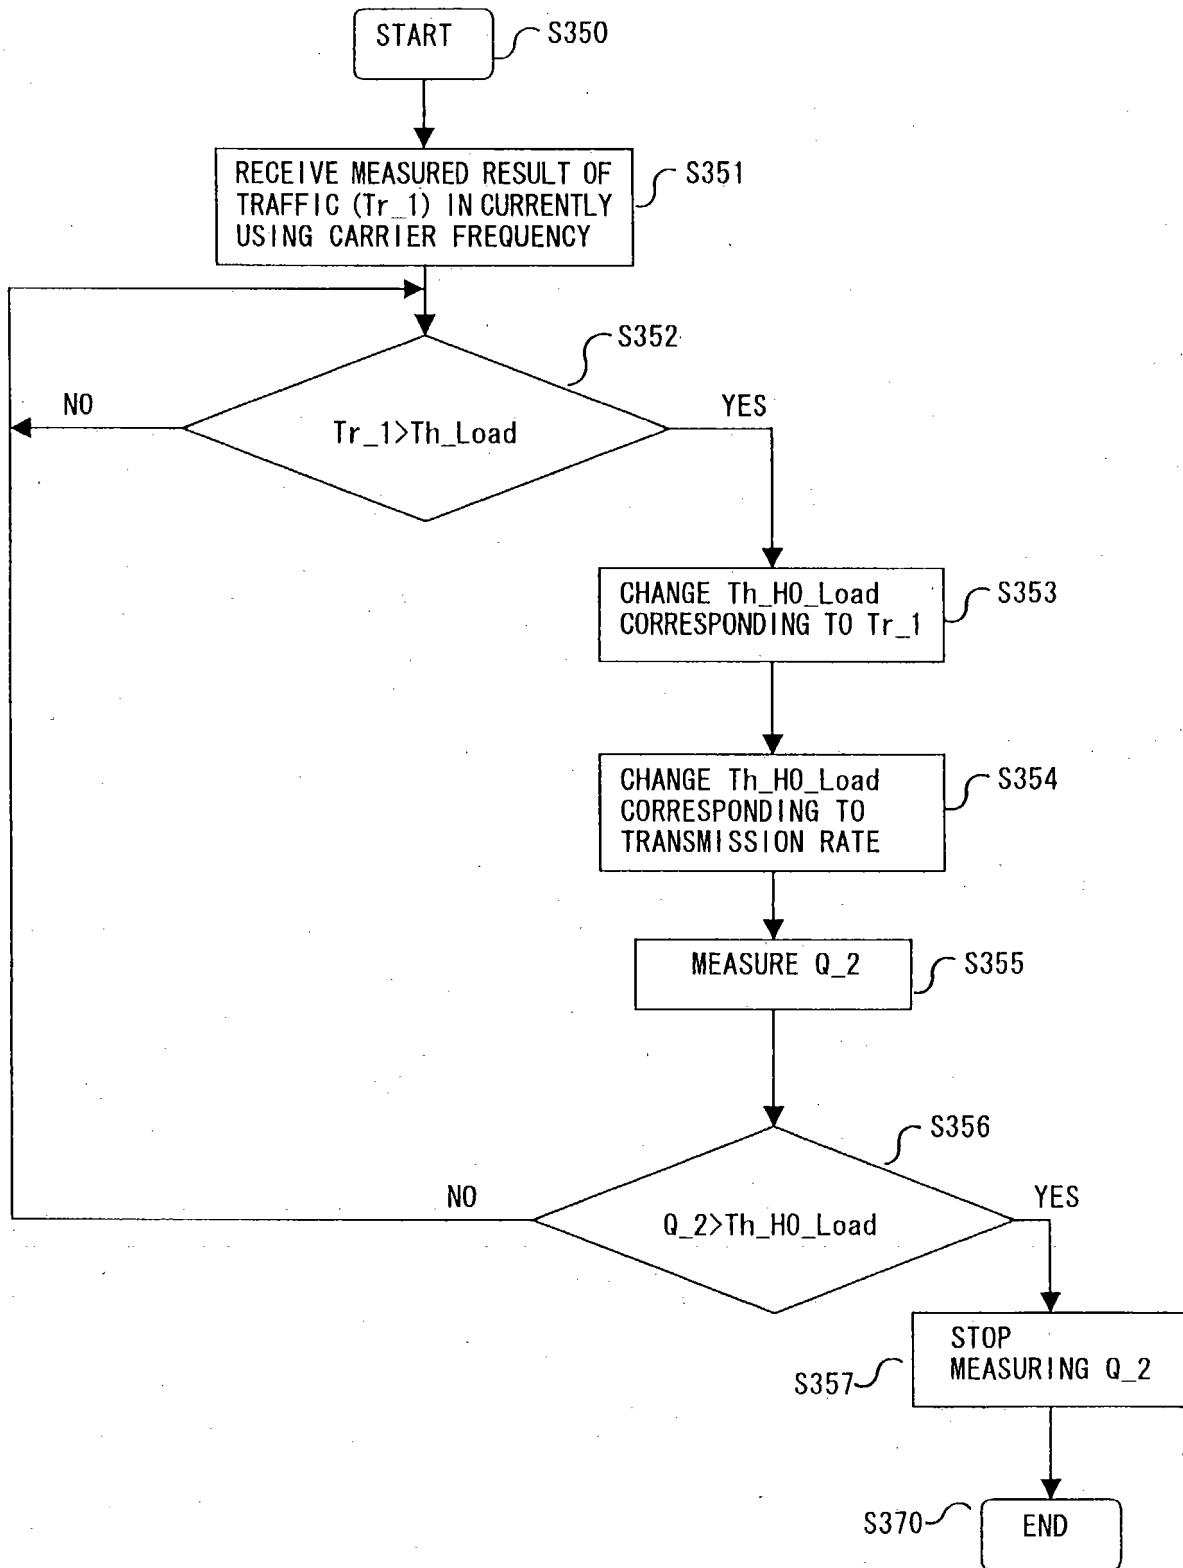 START
S350
RECEIVE MEASURED RESULT OF
TRAFFIC (Tr_1) IN CURRENTLY
USING CARRIER FREQUENCY
S351
S352
NO
YES
Tr_1>Th_Load
CHANGE Th_HO_Load
CORRESPONDING TO Tr_1
S353
CHANGE Th_HO_Load
CORRESPONDING TO
TRANSMISSION RATE
S354
MEASURE Q_2
S355
S356
NO
YES
Q_2>Th_HO_Load
STOP
MEASURING Q_2
S357
S370
END